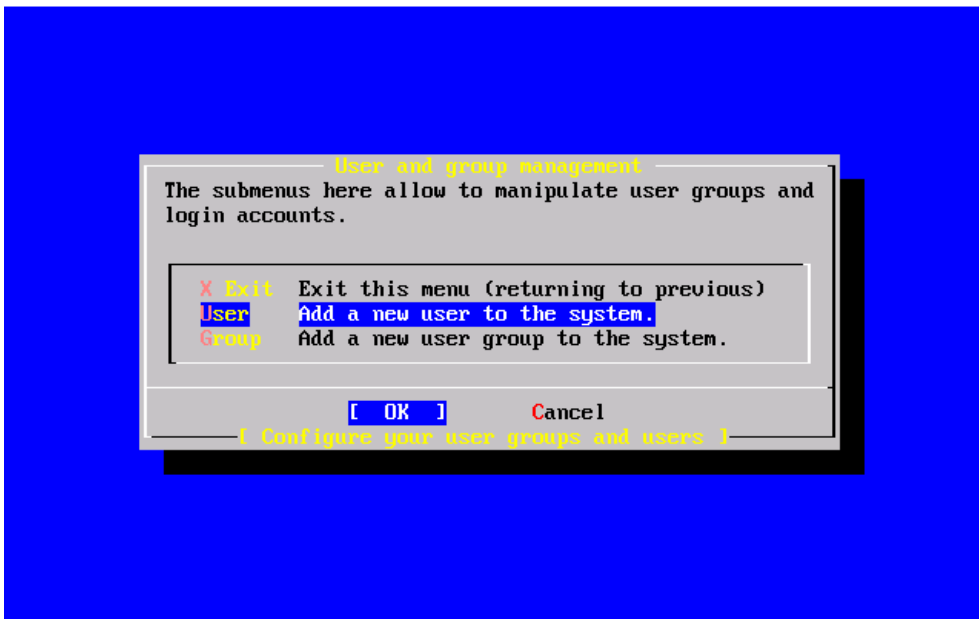 User and group management
The submenus here allow to manipulate user groups and
login accounts.
X Exit Exit this menu (returning to previous)
User Add a new user to the system.
Group Add a new user group to the system.
[ OK ] Cancel
[ Configure your user groups and users ]